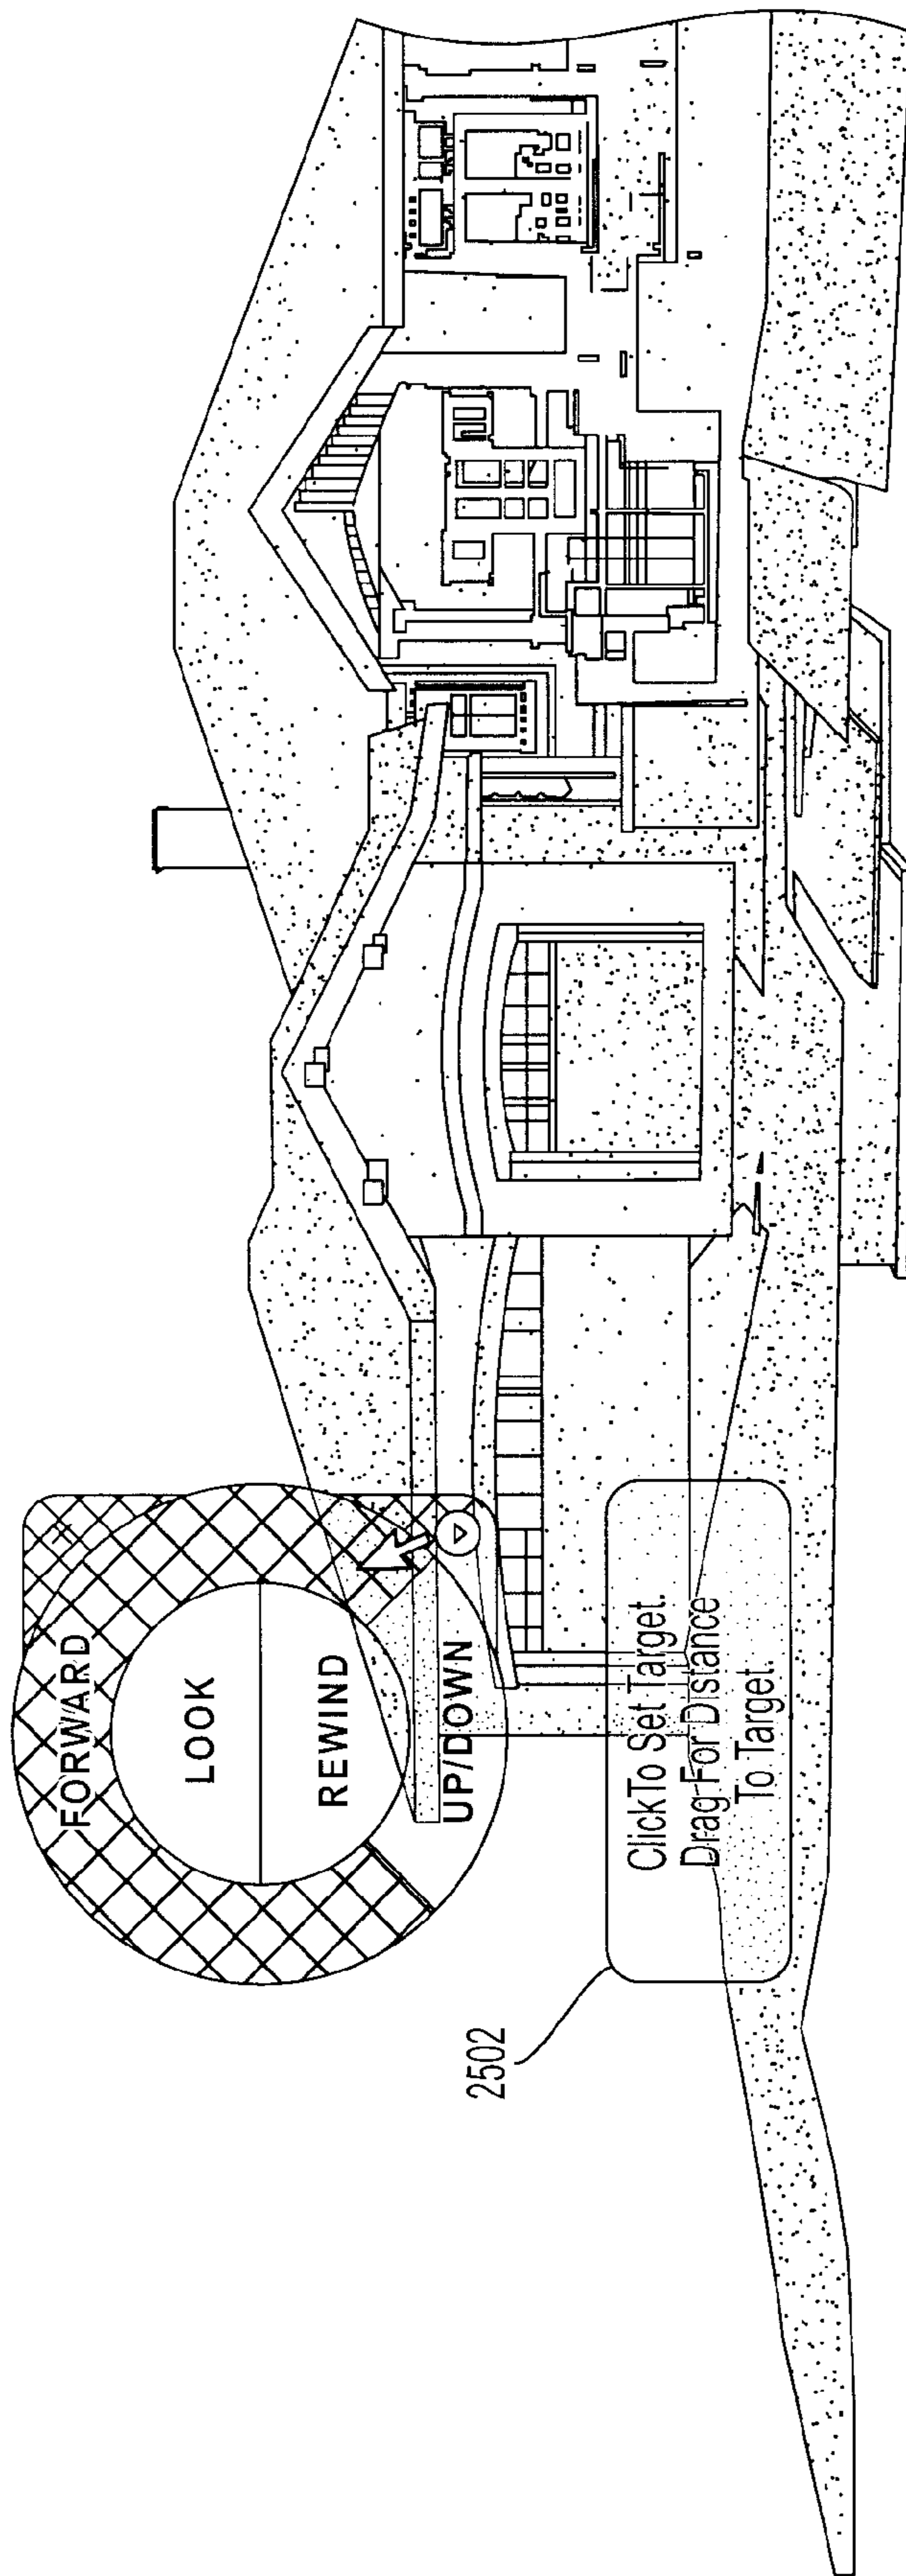 FORWARD
LOOK
REWIND
UP/DOWN
2502
ClickTo Set Target.
Drag For Distance
To Target.